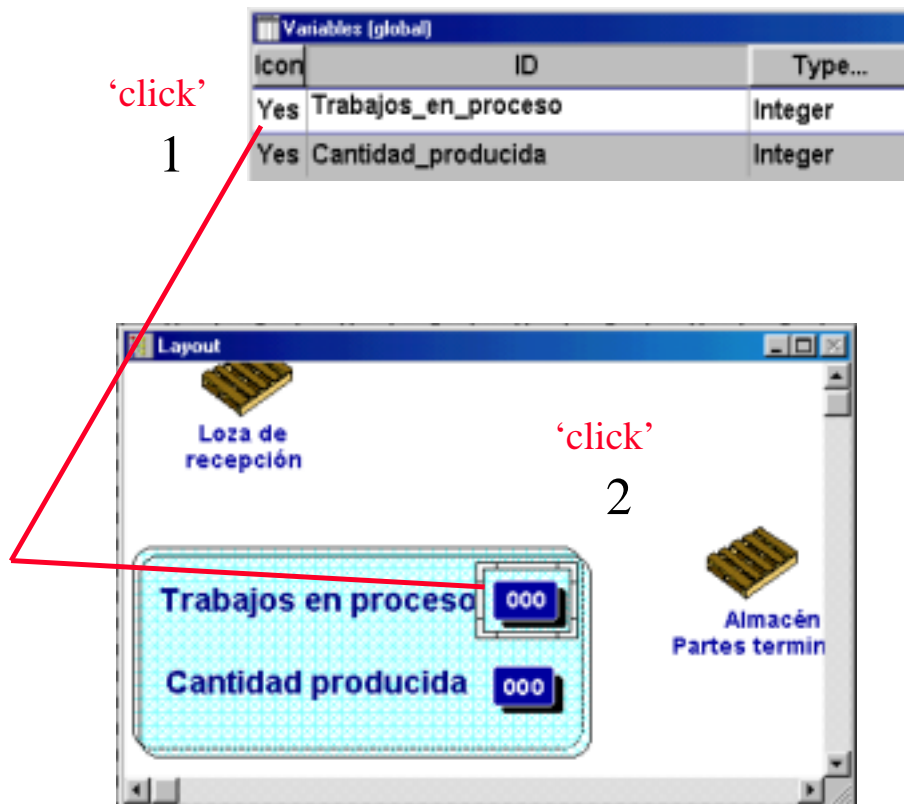 Variables (global)
Icon ID Type...
‘click’
Yes Trabajos_en_proceso Integer
1
Yes Cantidad_producida Integer
Layout
Loza de
recepción
‘click’
2
Trabajos en proceso 000
Almacén
Partes termin
Cantidad producida 000